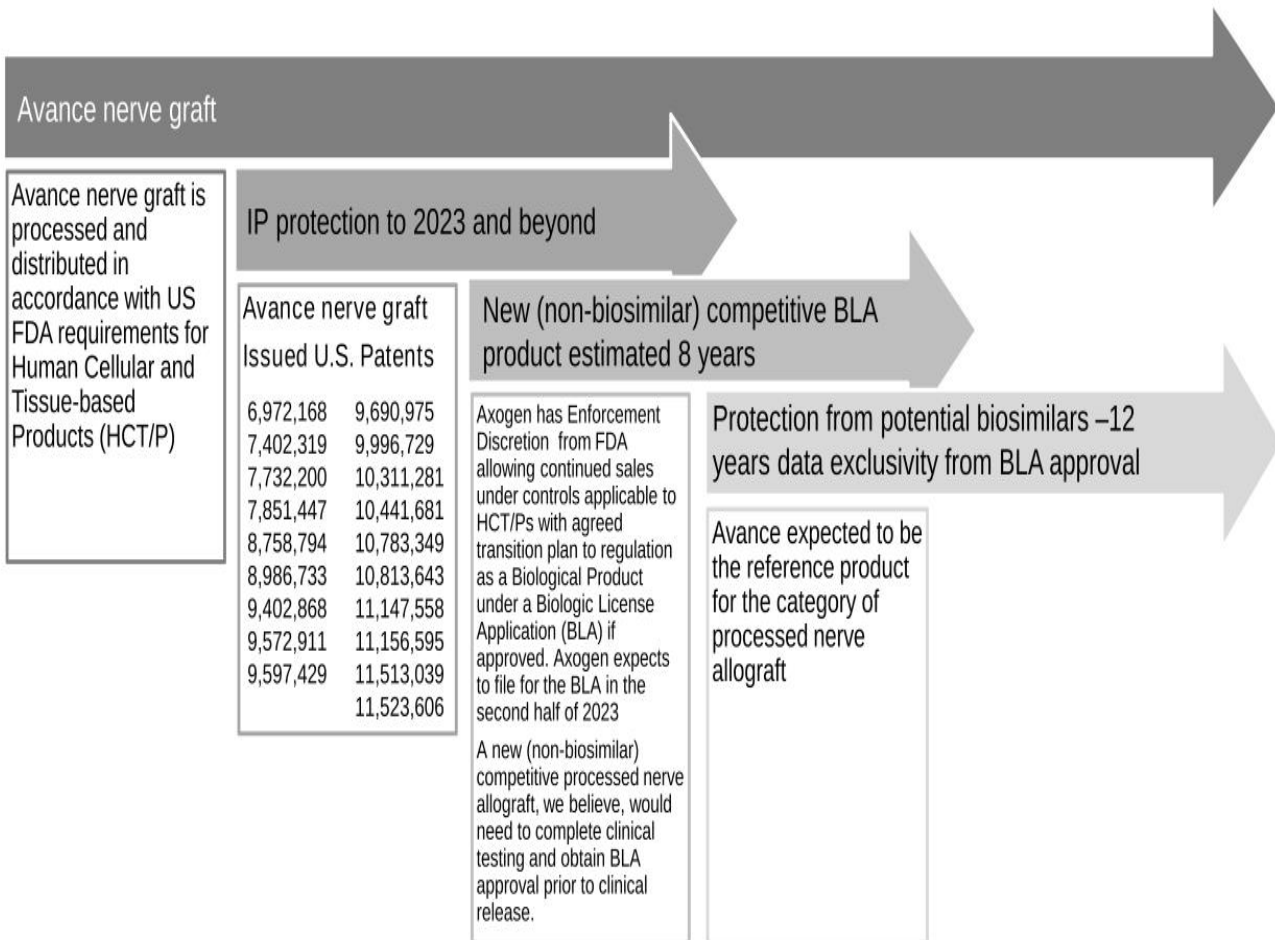 Avance nerve graft
Avance nerve graft is
processed and
distributed in
accordance with US
FDA requirements for
Human Cellular and
Tissue-based
Products (HCT/P)
IP protection to 2023 and beyond
Avance nerve graft
Issued U.S. Patents
6,972,168 9,690,975
7,402,319 9,996,729
7,732,200 10,311,281
7,851,447 10,441,681
8,758,794 10,783,349
8,986,733 10,813,643
9,402,868 11,147,558
9,572,911 11,156,595
9,597,429 11,513,039
11,523,606
New (non-biosimilar) competitive BLA
product estimated 8 years
Axogen has Enforcement
Discretion from FDA
allowing continued sales
under controls applicable to
HCT/Ps with agreed
transition plan to regulation
as a Biological Product
under a Biologic License
Application (BLA) if
approved. Axogen expects
to file for the BLA in the
second half of 2023
A new (non-biosimilar)
competitive processed nerve
allograft, we believe, would
need to complete clinical
testing and obtain BLA
approval prior to clinical
release.
Protection from potential biosimilars –12
years data exclusivity from BLA approval
Avance expected to be
the reference product
for the category of
processed nerve
allograft